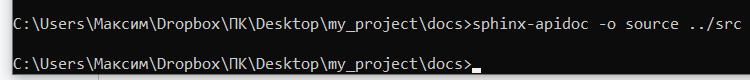 C:\Users\Максим\Dropbox\ПК\Desktop\my_project\docs>sphinx-apidoc -o source ../src
C:\Users\Максим\Dropbox\ПК\Desktop\my_project\docs>